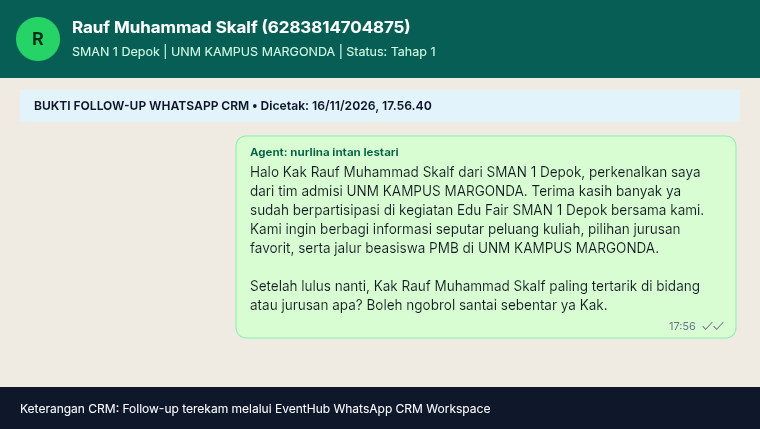 R
Rauf Muhammad Skalf (6283814704875)
SMAN 1 Depok | UNM KAMPUS MARGONDA | Status: Tahap 1
BUKTI FOLLOW-UP WHATSAPP CRM • Dicetak: 16/11/2026, 17.56.40
Agent: nurlina intan lestari
Halo Kak Rauf Muhammad Skalf dari SMAN 1 Depok, perkenalkan saya
dari tim admisi UNM KAMPUS MARGONDA. Terima kasih banyak ya
sudah berpartisipasi di kegiatan Edu Fair SMAN 1 Depok bersama kami.
Kami ingin berbagi informasi seputar peluang kuliah, pilihan jurusan
favorit, serta jalur beasiswa PMB di UNM KAMPUS MARGONDA.
Setelah lulus nanti, Kak Rauf Muhammad Skalf paling tertarik di bidang
atau jurusan apa? Boleh ngobrol santai sebentar ya Kak.
17:56
Keterangan CRM: Follow-up terekam melalui EventHub WhatsApp CRM Workspace